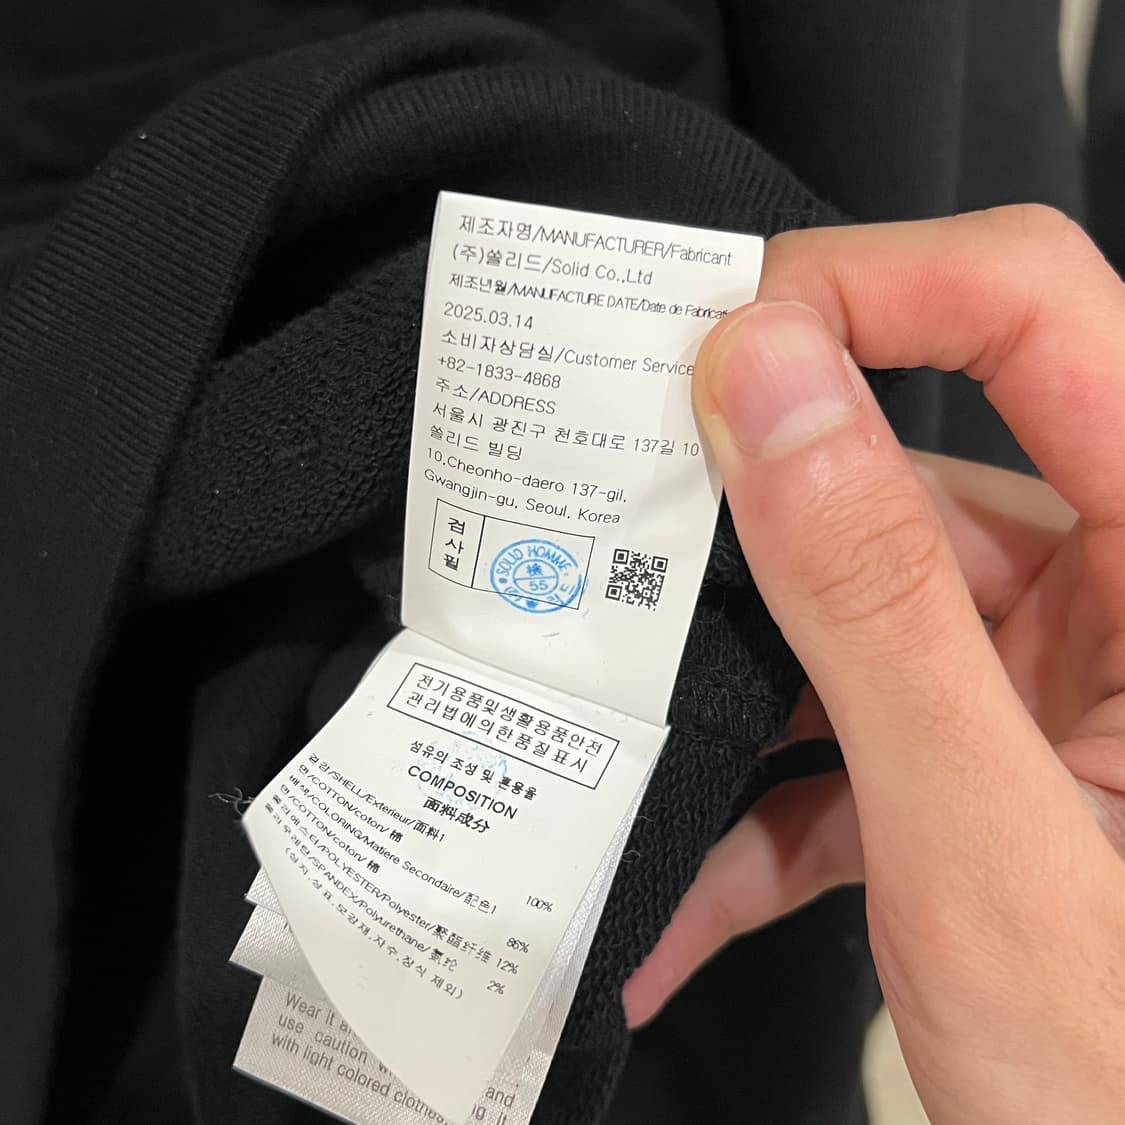 제조자명/MANUFACTURER/Fabricant
(주)쏠리드/Solid Co.,Ltd
제조년월/MANUFACTURE DATE/Date de
2025.03.14
소비자상담실/Customer Service
+82-1833-4868
주소/ADDRESS
서울시 광진구 천호대로 137길 10
쏠리드 빌딩
10,Cheonho-daero 137-gil,
Gwangjin-gu, Seoul, Korea
검사필
SOLID HOMME
檢
55
전기용품및생활용품안전
관리법에의한품질표시
섬유의 조성 및 혼용율
COMPOSITION
面料成分
겉감/SHELL/Exterieur/面料1
면/COTTON/coton/棉 100%
배색/COLORING/Matiere Secondaire/配色1
면/COTTON/coton/棉 86%
폴리에스터/POLYESTER/Polyester/聚酯纤维 12%
폴리우레탄/SPANDEX/Polyurethane/氨纶 2%
(심지,상표,보강재,자수,장식 제외)
Wear it
use caution
with light colored
and
it